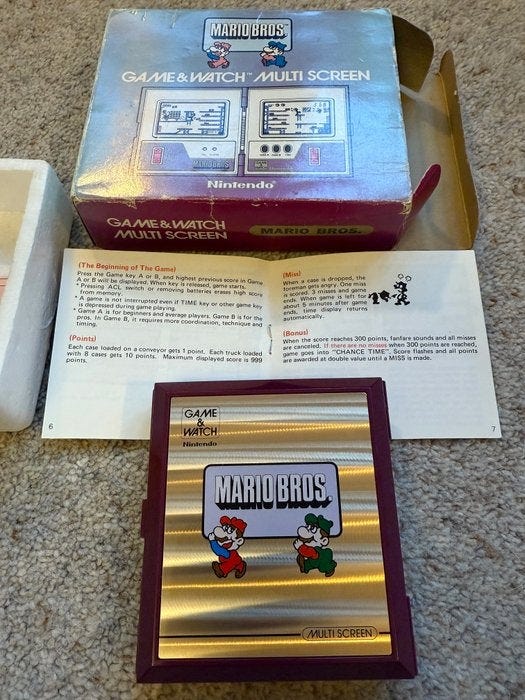 MARIO BROS.
GAME & WATCH™ MULTI SCREEN
MARIO BROS.
Nintendo
GAME & WATCH
MULTI SCREEN
MARIO BROS.
(The Beginning of The Game)
Press the Game key A or B, and highest previous score in Game
A or B will be displayed. When key is released, game starts.
* Pressing ACL switch or removing batteries erases high score
from memory.
* A game is not interrupted even if TIME key or other game key
is depressed during game playing.
* Game A is for beginners and average players. Game B is for the
pros. In Game B, it requires more coordination, technique and
timing.
(Points)
Each case loaded on a conveyor gets 1 point. Each truck loaded
with 8 cases gets 10 points. Maximum displayed score is 999
points.
6
(Miss)
When a case is dropped, the
foreman gets angry. One miss
is scored. 3 misses and game
ends. When game is left for
about 5 minutes after game
ends, time display returns
automatically.
(Bonus)
When the score reaches 300 points, fanfare sounds and all misses
are canceled. If there are no misses when 300 points are reached,
game goes into "CHANCE TIME". Score flashes and all points
are awarded at double value until a MISS is made.
7
GAME
&
WATCH
Nintendo
MARIO BROS.
MULTI SCREEN